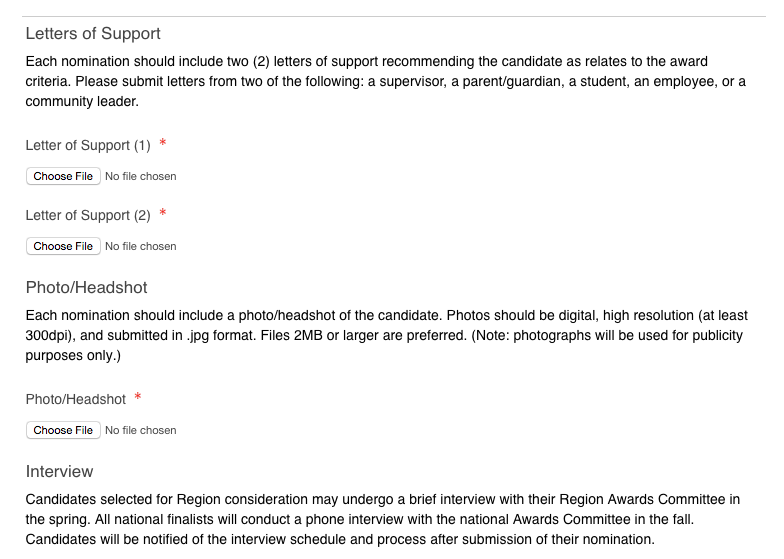 Letters of Support
Each nomination should include two (2) letters of support recommending the candidate as relates to the award
criteria. Please submit letters from two of the following: a supervisor, a parent/guardian, a student, an employee, or a
community leader.
Letter of Support (1) *
Choose File No file chosen
Letter of Support (2) *
Choose File No file chosen
Photo/Headshot
Each nomination should include a photo/headshot of the candidate. Photos should be digital, high resolution (at least
300dpi), and submitted in .jpg format. Files 2MB or larger are preferred. (Note: photographs will be used for publicity
purposes only.)
Photo/Headshot *
Choose File No file chosen
Interview
Candidates selected for Region consideration may undergo a brief interview with their Region Awards Committee in
the spring. All national finalists will conduct a phone interview with the national Awards Committee in the fall.
Candidates will be notified of the interview schedule and process after submission of their nomination.